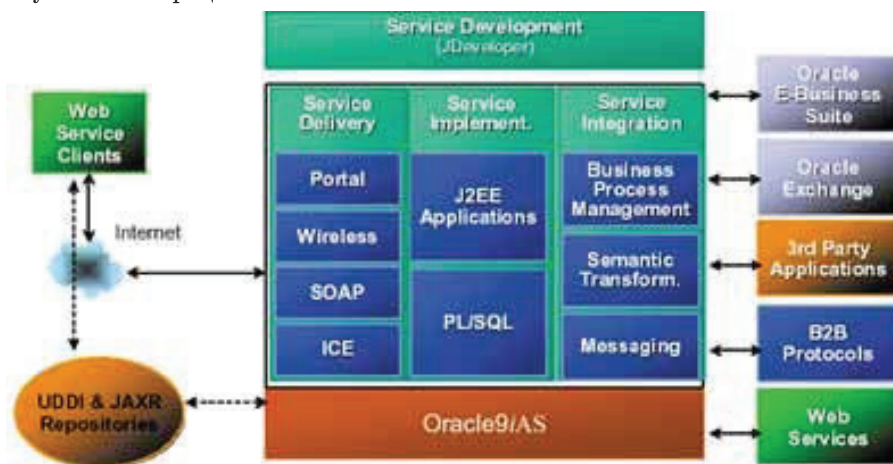 Service Development
(JDeveloper)
Web
Service
Clients
Internet
UDDI & JAXR
Repositories
Service
Delivery
Portal
Wireless
SOAP
ICE
Service
Implement.
J2EE
Applications
PL/SQL
Service
Integration
Business
Process
Management
Semantic
Transform.
Messaging
Oracle9iAS
Oracle
E-Business
Suite
Oracle
Exchange
3rd Party
Applications
B2B
Protocols
Web
Services